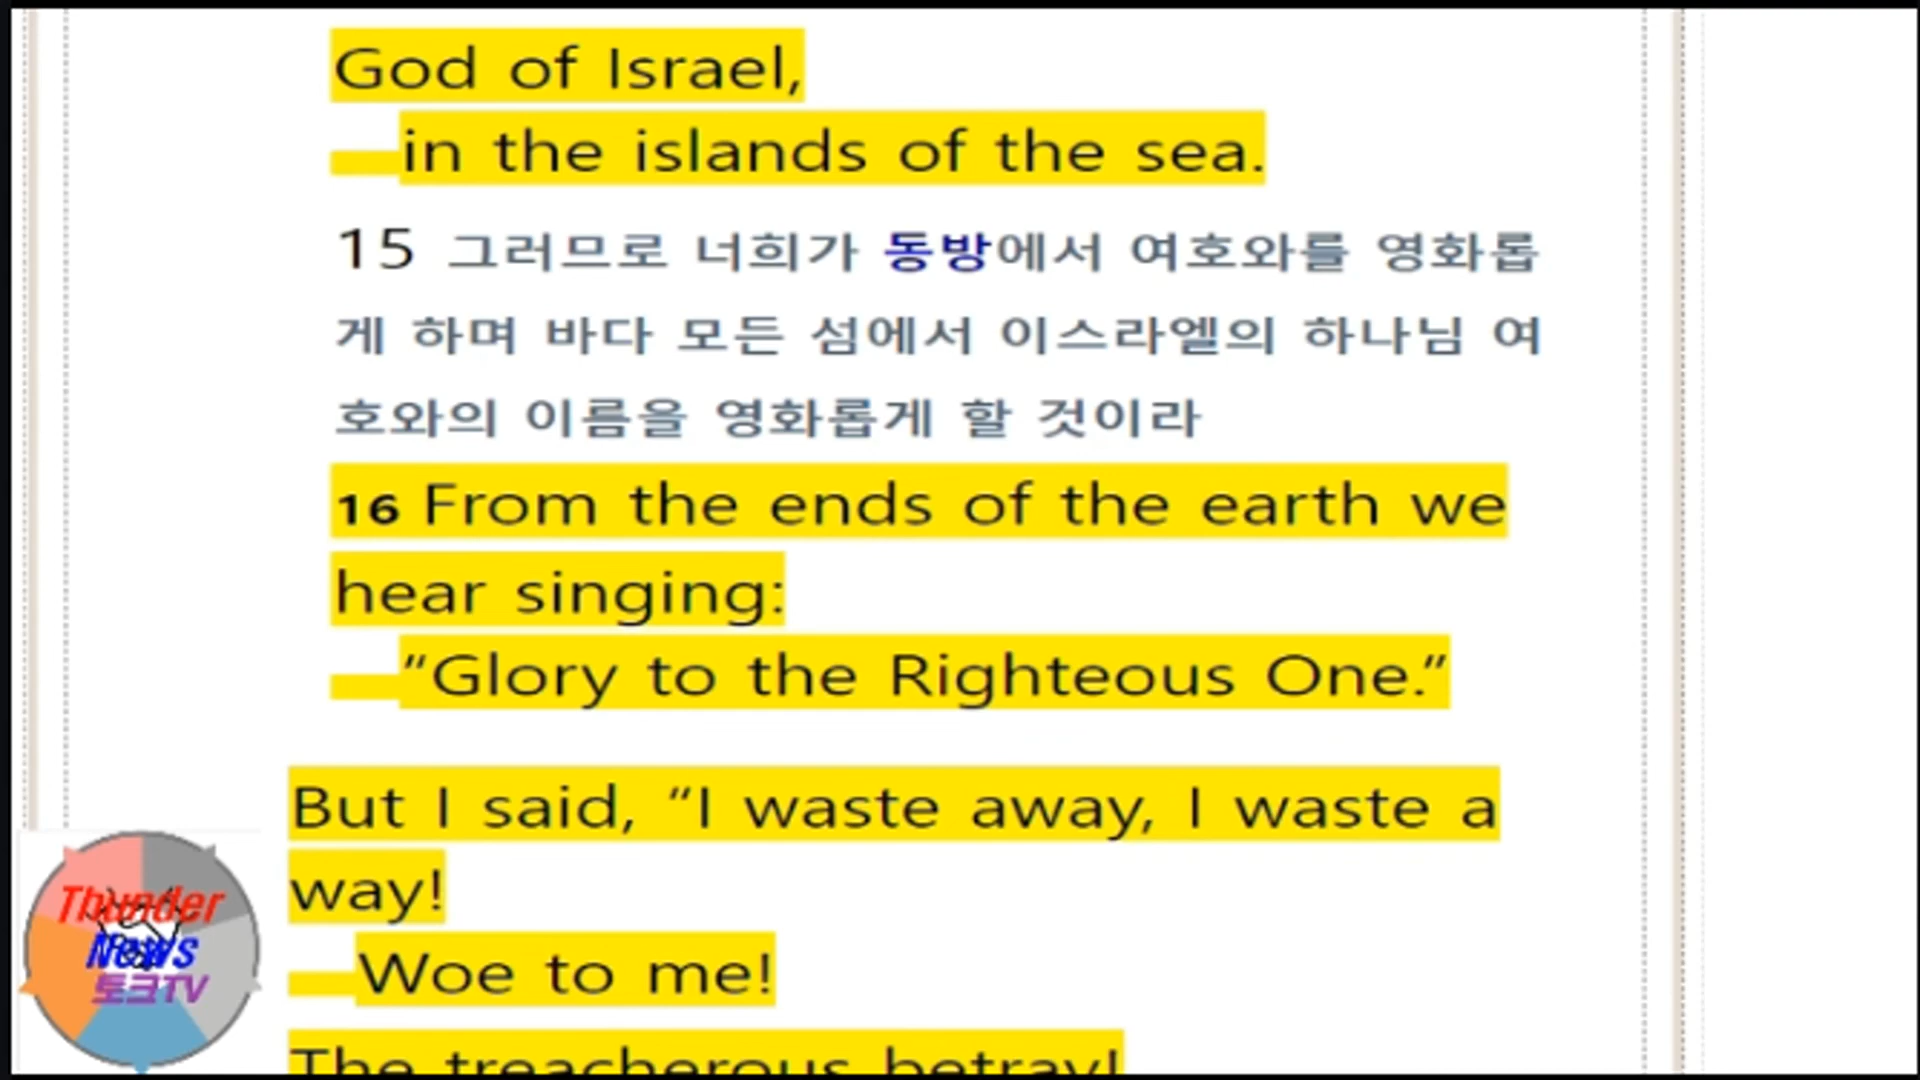 God of Israel,
in the islands of the sea.
15 그러므로 너희가 동방에서 여호와를 영화롭
게 하며 바다 모든 섬에서 이스라엘의 하나님 여
호와의 이름을 영화롭게 할 것이라
16 From the ends of the earth we
hear singing:
“Glory to the Righteous One.”
But I said, “I waste away, I waste a
way!
Woe to me!
The treacherous betray!
Thunder
News
토크TV